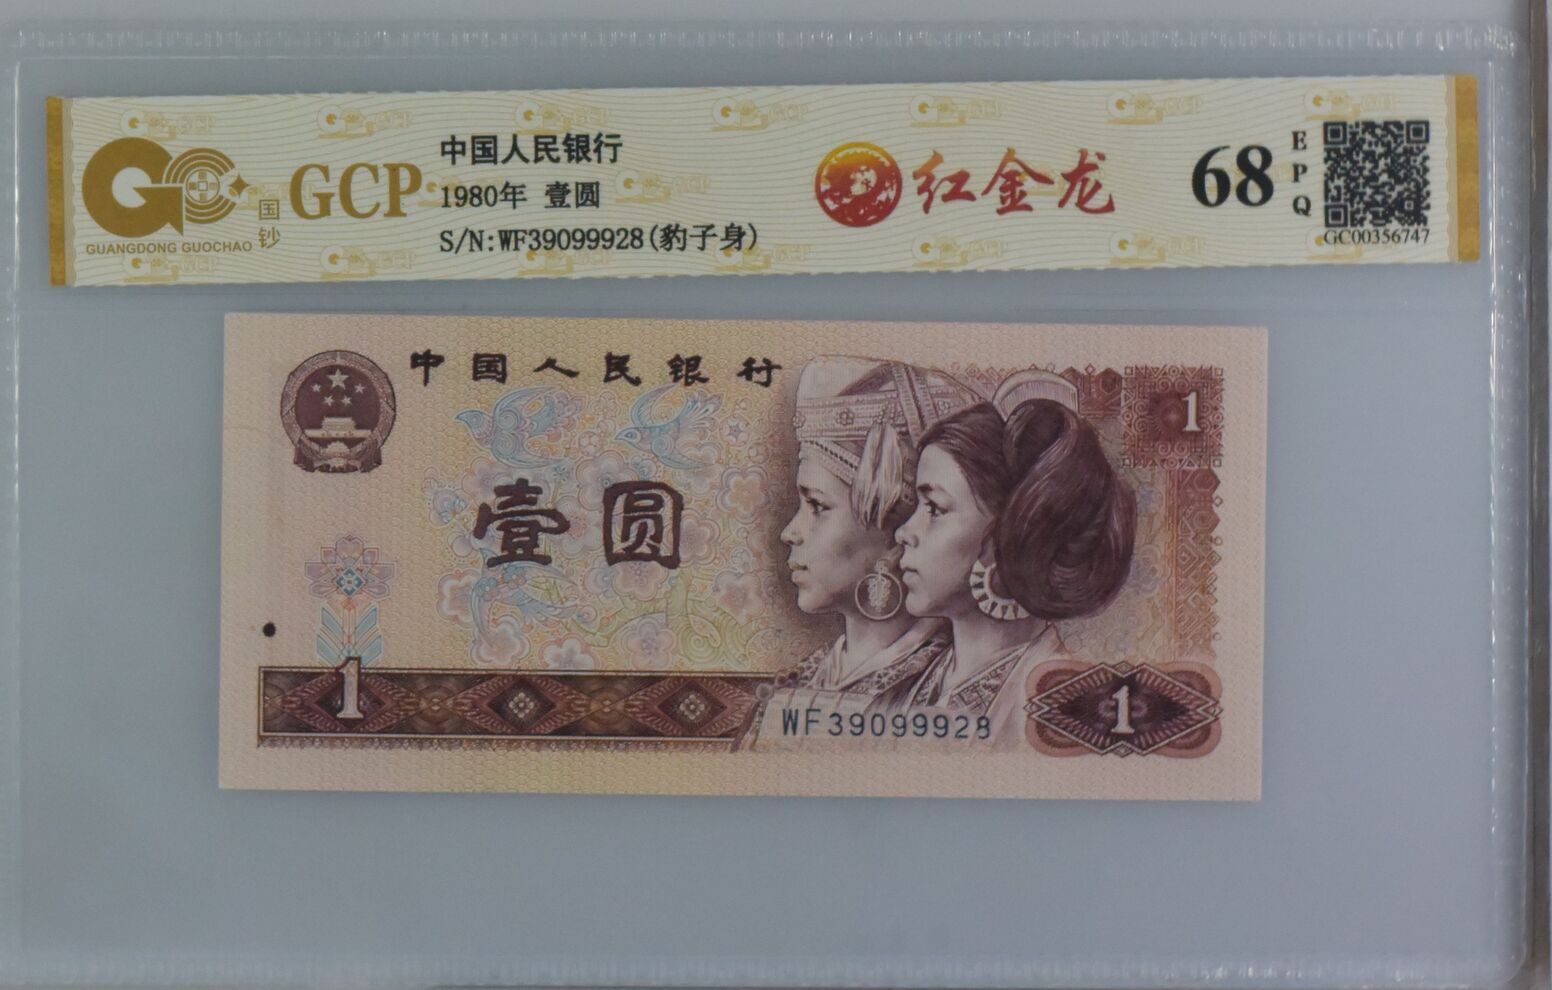 GCP
国钞
GUANGDONG GUOCHAO
中国人民银行
1980年 壹圆
S/N:WF39099928(豹子身)
红金龙
68
EPQ
GC00356747
中国人民银行
1
壹圆
1
WF39099928
1